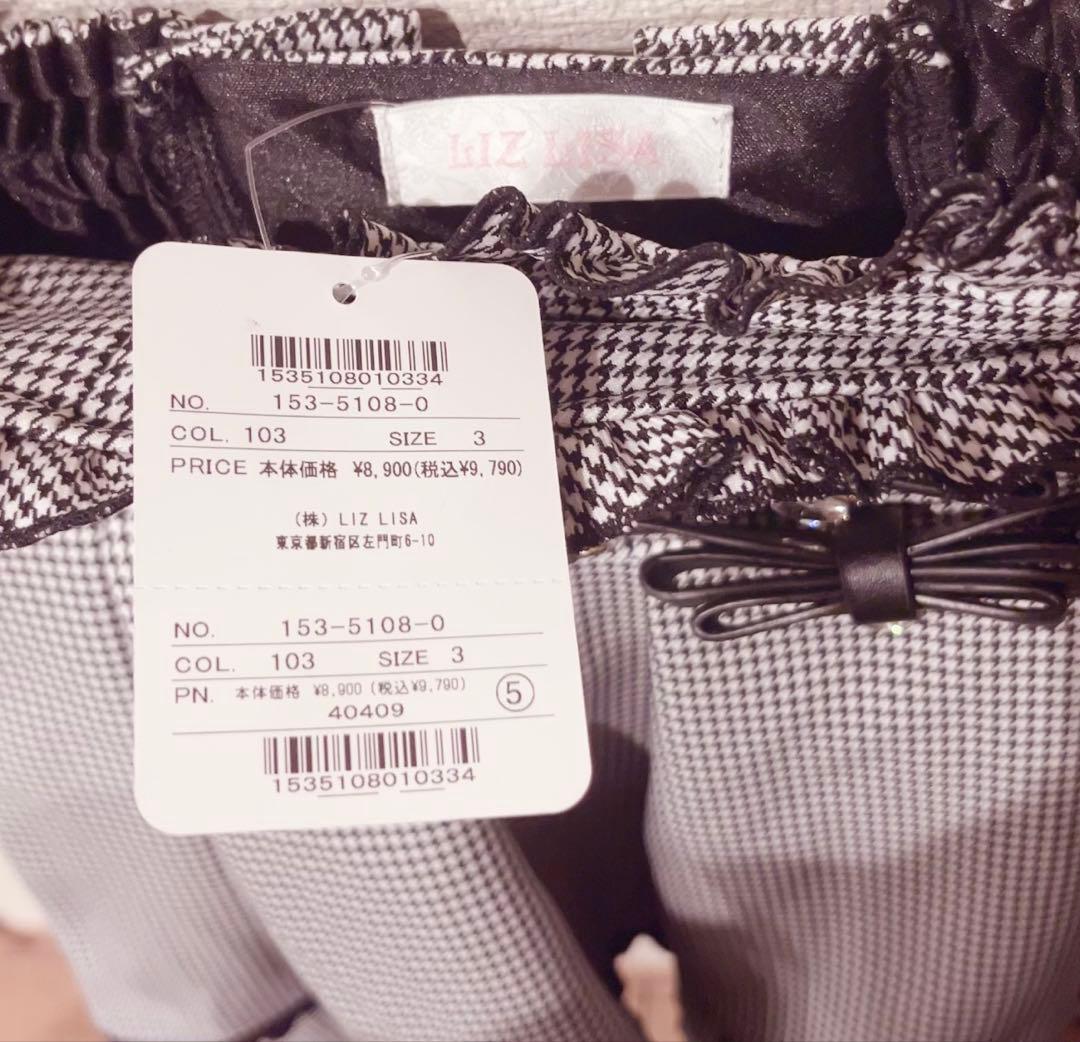 LIZ LISA
1535108010334
NO. 153-5108-0
COL. 103 SIZE 3
PRICE 本体価格 ¥8,900(税込¥9,790)
(株) LIZ LISA
東京都新宿区左門町6-10
NO. 153-5108-0
COL. 103 SIZE 3
PN. 本体価格 ¥8,900 (税込¥9,790) ⑤
40409
1535108010334